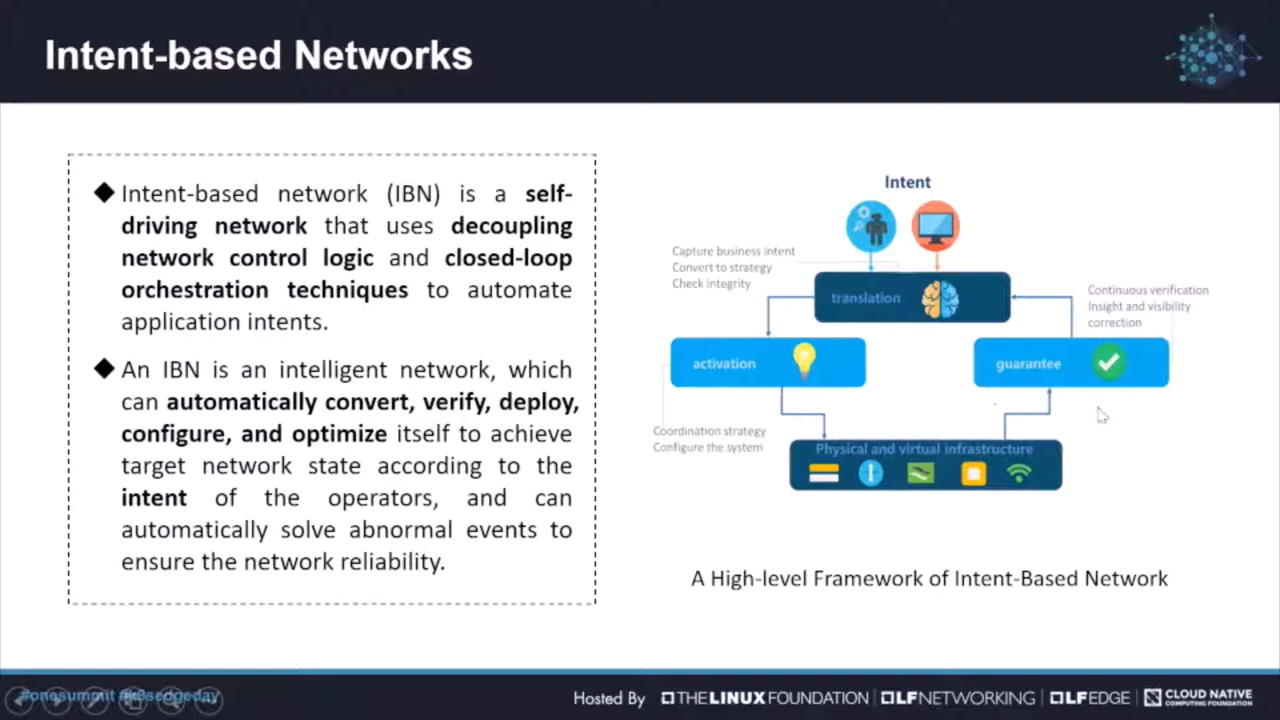 Intent-based Networks
Intent-based network (IBN) is a self-
driving network that uses decoupling
network control logic and closed-loop
orchestration techniques to automate
application intents.
An IBN is an intelligent network, which
can automatically convert, verify, deploy,
configure, and optimize itself to achieve
target network state according to the
intent of the operators, and can
automatically solve abnormal events to
ensure the network reliability.
Intent
Capture business intent
Convert to strategy
Check integrity
translation
Continuous verification
Insight and visibility
correction
activation
guarantee
Coordination strategy
Configure the system
Physical and virtual infrastructure
A High-level Framework of Intent-Based Network
#onesummit #k8sedgeday
Hosted By THE LINUX FOUNDATION LFNETWORKING LFEDGE CLOUD NATIVE
COMPUTING FOUNDATION